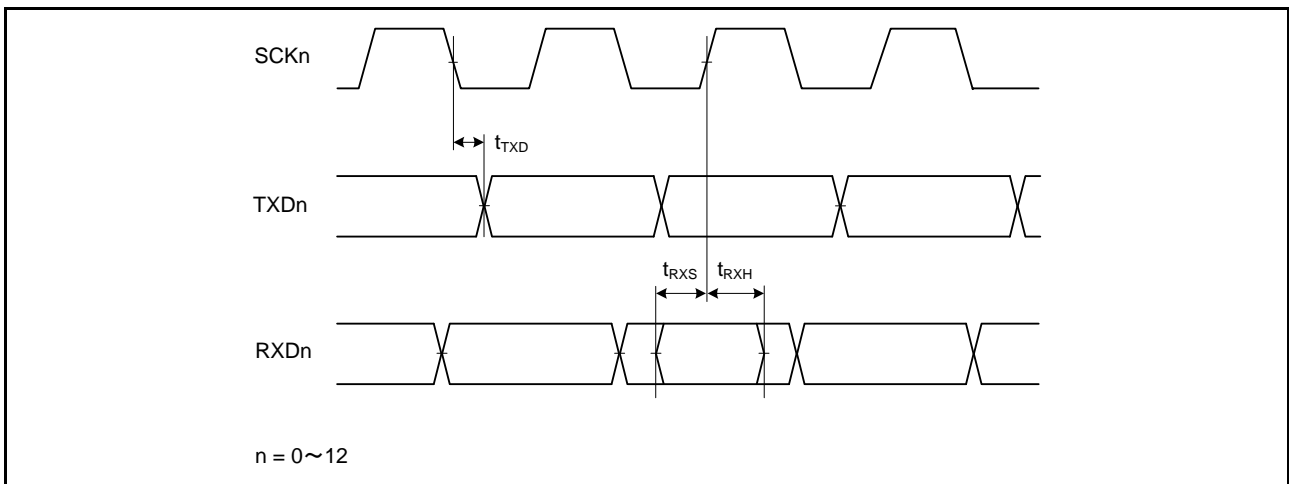 SCKn
tTXD
TXDn
tRXS tRXH
RXDn
n = 0～12